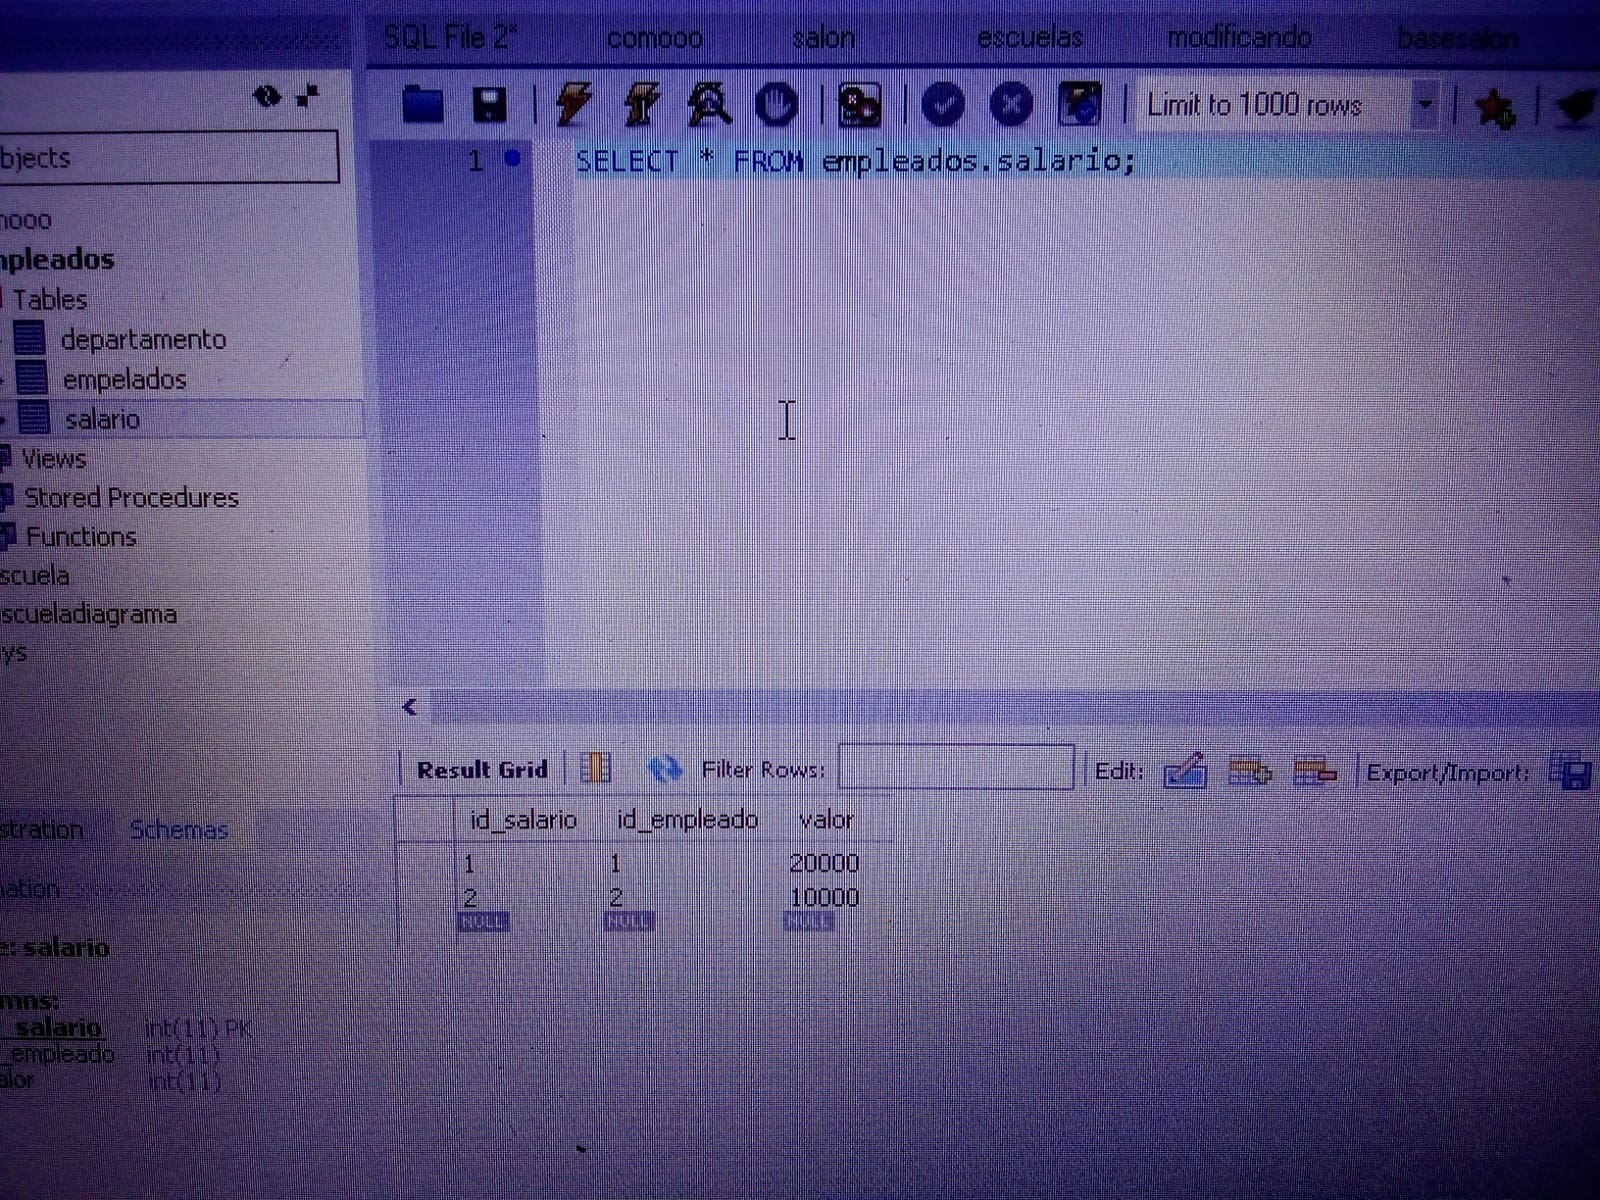 SQL File 2* comooo salon escuelas modificando basesalon
Limit to 1000 rows
bjects
1 SELECT * FROM empleados.salario;
mooo
mpleados
Tables
departamento
empelados
salario
Views
Stored Procedures
Functions
scuela
scueladiagrama
ys
Result Grid Filter Rows: Edit: Export/Import:
id_salario id_empleado valor
1 1 20000
2 2 10000
NULL NULL NULL
stration Schemas
mation
e: salario
mns:
_salario int(11) PK
_empleado int(11)
alor int(11)